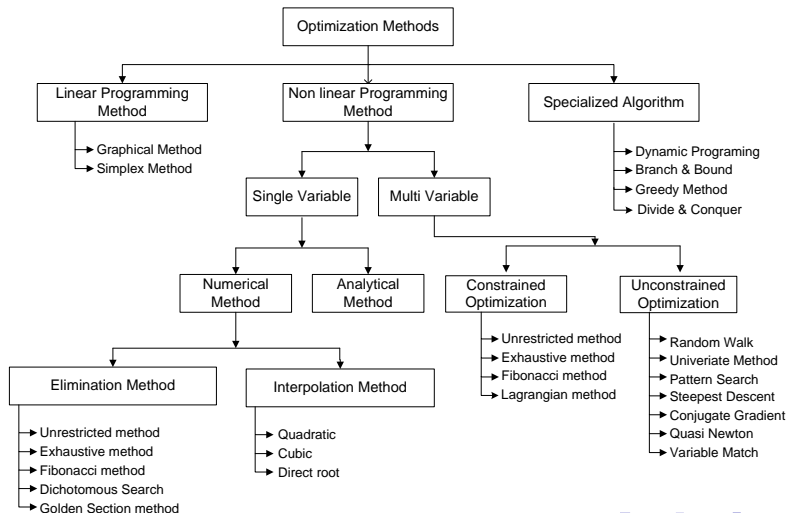 Optimization Methods
Linear Programming
Method
Non linear Programming
Method
Specialized Algorithm
Graphical Method
Simplex Method
Dynamic Programing
Branch & Bound
Greedy Method
Divide & Conquer
Single Variable
Multi Variable
Numerical
Method
Analytical
Method
Constrained
Optimization
Unconstrained
Optimization
Unrestricted method
Exhaustive method
Fibonacci method
Lagrangian method
Random Walk
Univeriate Method
Pattern Search
Steepest Descent
Conjugate Gradient
Quasi Newton
Variable Match
Elimination Method
Interpolation Method
Unrestricted method
Exhaustive method
Fibonacci method
Dichotomous Search
Golden Section method
Quadratic
Cubic
Direct root